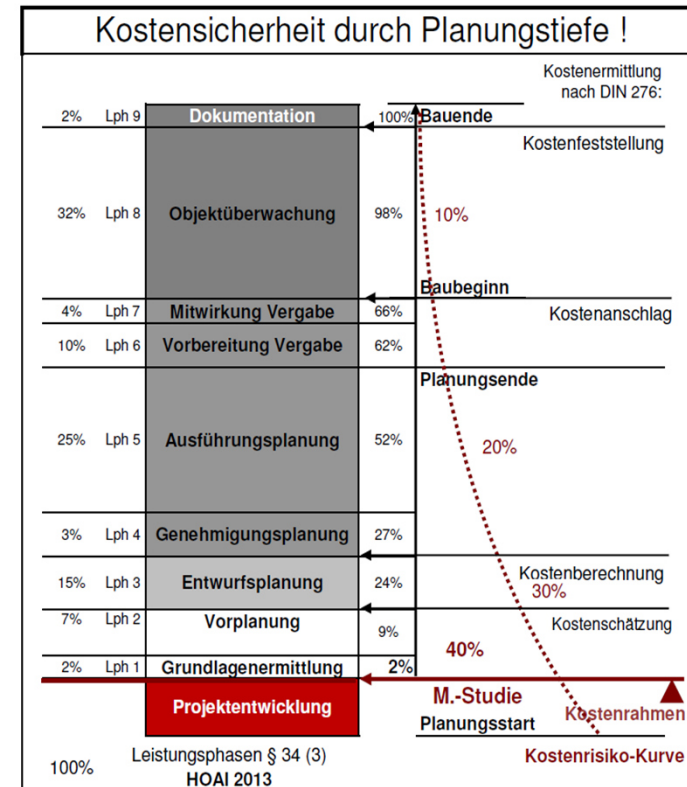 Kostensicherheit durch Planungstiefe !
Kostenermittlung
nach DIN 276:
2% Lph 9 Dokumentation 100% Bauende
Kostenfeststellung
32% Lph 8 Objektüberwachung 98% 10%
Baubeginn
4% Lph 7 Mitwirkung Vergabe 66% Kostenanschlag
10% Lph 6 Vorbereitung Vergabe 62%
Planungsende
25% Lph 5 Ausführungsplanung 52% 20%
3% Lph 4 Genehmigungsplanung 27%
Kostenberechnung
15% Lph 3 Entwurfsplanung 24% 30%
7% Lph 2 Vorplanung 9% Kostenschätzung
40%
2% Lph 1 Grundlagenermittlung 2%
M.-Studie
Projektentwicklung Kostenrahmen
Planungsstart
Leistungsphasen § 34 (3) Kostenrisiko-Kurve
100%
HOAI 2013